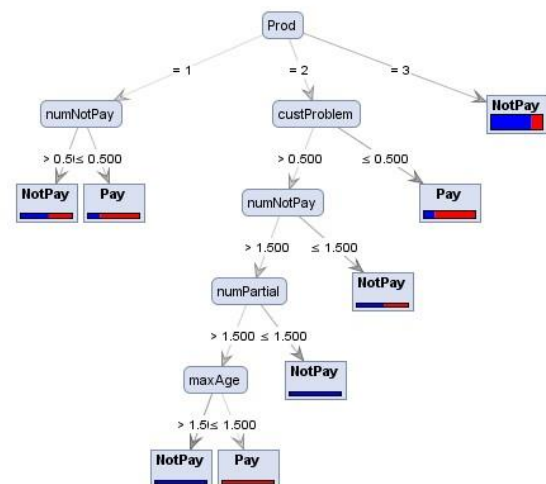 Prod
= 1
= 2
= 3
numNotPay
custProblem
NotPay
> 0.5
≤ 0.500
> 0.500
≤ 0.500
NotPay
Pay
numNotPay
Pay
> 1.500
≤ 1.500
numPartial
NotPay
> 1.500
≤ 1.500
maxAge
NotPay
> 1.5
≤ 1.500
NotPay
Pay